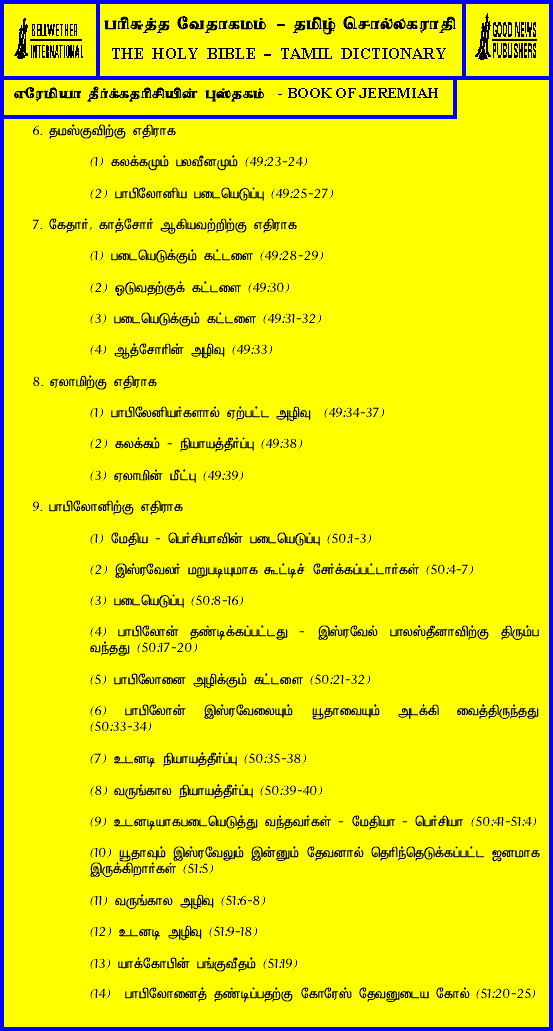 BELLWETHER
INTERNATIONAL
பரிசுத்த வேதாகமம் – தமிழ் சொல்லகராதி
THE HOLY BIBLE – TAMIL DICTIONARY
GOOD NEWS
PUBLISHERS
எரேமியா தீர்க்கதரிசியின் புஸ்தகம் - BOOK OF JEREMIAH
6. தமஸ்குவிற்கு எதிராக
(1) கலக்கமும் பலவீனமும் (49:23-24)
(2) பாபிலோனிய படையெடுப்பு (49:25-27)
7. கேதார், காத்சோர் ஆகியவற்றிற்கு எதிராக
(1) படையெடுக்கும் கட்டளை (49:28-29)
(2) ஓடுவதற்குக் கட்டளை (49:30)
(3) படையெடுக்கும் கட்டளை (49:31-32)
(4) ஆத்சோரின் அழிவு (49:33)
8. ஏலாமிற்கு எதிராக
(1) பாபிலேனியர்களால் ஏற்பட்ட அழிவு (49:34-37)
(2) கலக்கம் - நியாயத்தீர்ப்பு (49:38)
(3) ஏலாமின் மீட்பு (49:39)
9. பாபிலோனிற்கு எதிராக
(1) மேதிய - பெர்சியாவின் படையெடுப்பு (50:1-3)
(2) இஸ்ரவேலர் மறுபடியுமாக கூட்டிச் சேர்க்கப்பட்டார்கள் (50:4-7)
(3) படையெடுப்பு (50:8-16)
(4) பாபிலோன் தண்டிக்கப்பட்டது - இஸ்ரவேல் பாலஸ்தீனாவிற்கு திரும்ப
வந்தது (50:17-20)
(5) பாபிலோனை அழிக்கும் கட்டளை (50:21-32)
(6) பாபிலோன் இஸ்ரவேலையும் யூதாவையும் அடக்கி வைத்திருந்தது
(50:33-34)
(7) உடனடி நியாயத்தீர்ப்பு (50:35-38)
(8) வருங்கால நியாயத்தீர்ப்பு (50:39-40)
(9) உடனடியாகபடையெடுத்து வந்தவர்கள் - மேதியா - பெர்சியா (50:41-51:4)
(10) யூதாவும் இஸ்ரவேலும் இன்னும் தேவனால் தெரிந்தெடுக்கப்பட்ட ஜனமாக
இருக்கிறார்கள் (51:5)
(11) வருங்கால அழிவு (51:6-8)
(12) உடனடி அழிவு (51:9-18)
(13) யாக்கோபின் பங்குவீதம் (51:19)
(14) பாபிலோனைத் தண்டிப்பதற்கு கோரேஸ் தேவனுடைய கோல் (51:20-25)